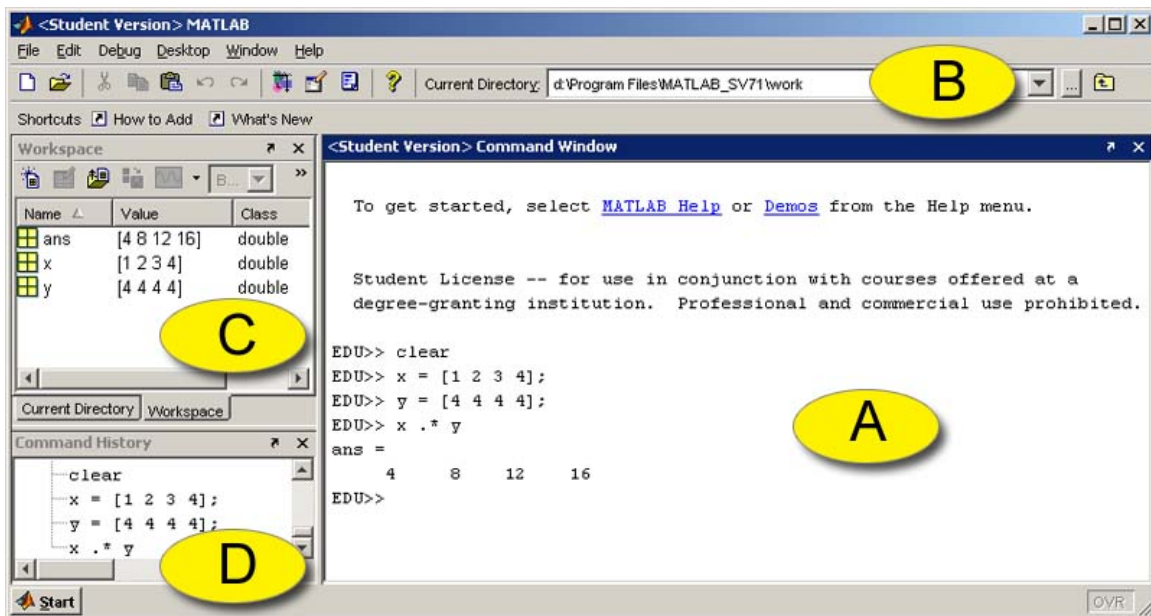 <Student Version> MATLAB
File Edit Debug Desktop Window Help
Current Directory: d:\Program Files\MATLAB_SV71\work
B
Shortcuts How to Add What's New
Workspace
B...
Name Value Class
ans [4 8 12 16] double
x [1 2 3 4] double
y [4 4 4 4] double
C
Current Directory Workspace
Command History
clear
x = [1 2 3 4];
y = [4 4 4 4];
x .* y
D
<Student Version> Command Window
To get started, select MATLAB Help or Demos from the Help menu.
Student License -- for use in conjunction with courses offered at a
degree-granting institution. Professional and commercial use prohibited.
EDU>> clear
EDU>> x = [1 2 3 4];
EDU>> y = [4 4 4 4];
EDU>> x .* y
ans =
4 8 12 16
EDU>>
A
Start
OVR